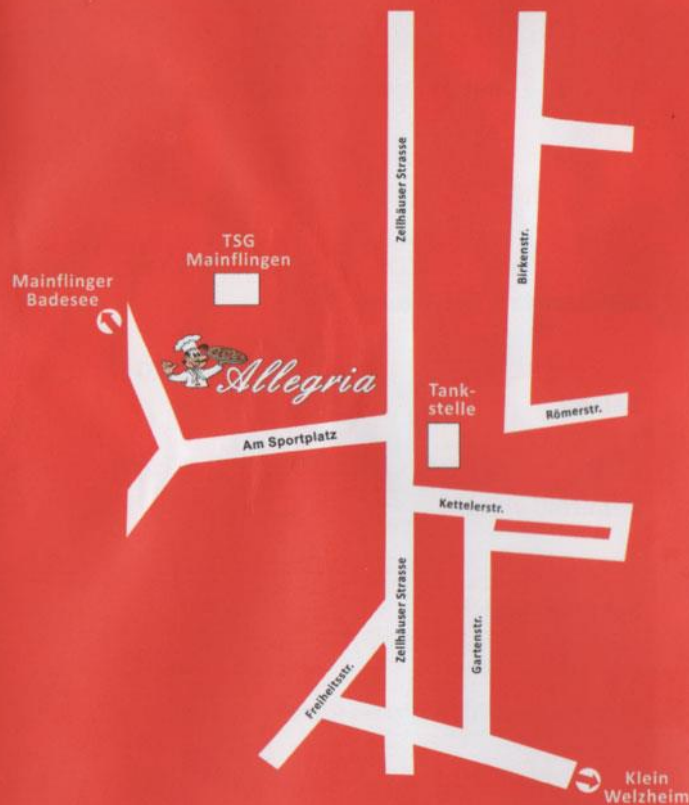 Zellhäuser Strasse
Birkenstr.
TSG
Mainflingen
Mainflinger
Badesee
Allegria
Tank-
stelle
Römerstr.
Am Sportplatz
Kettelerstr.
Zellhäuser Strasse
Gartenstr.
Freiheitsstr.
Klein
Welzheim